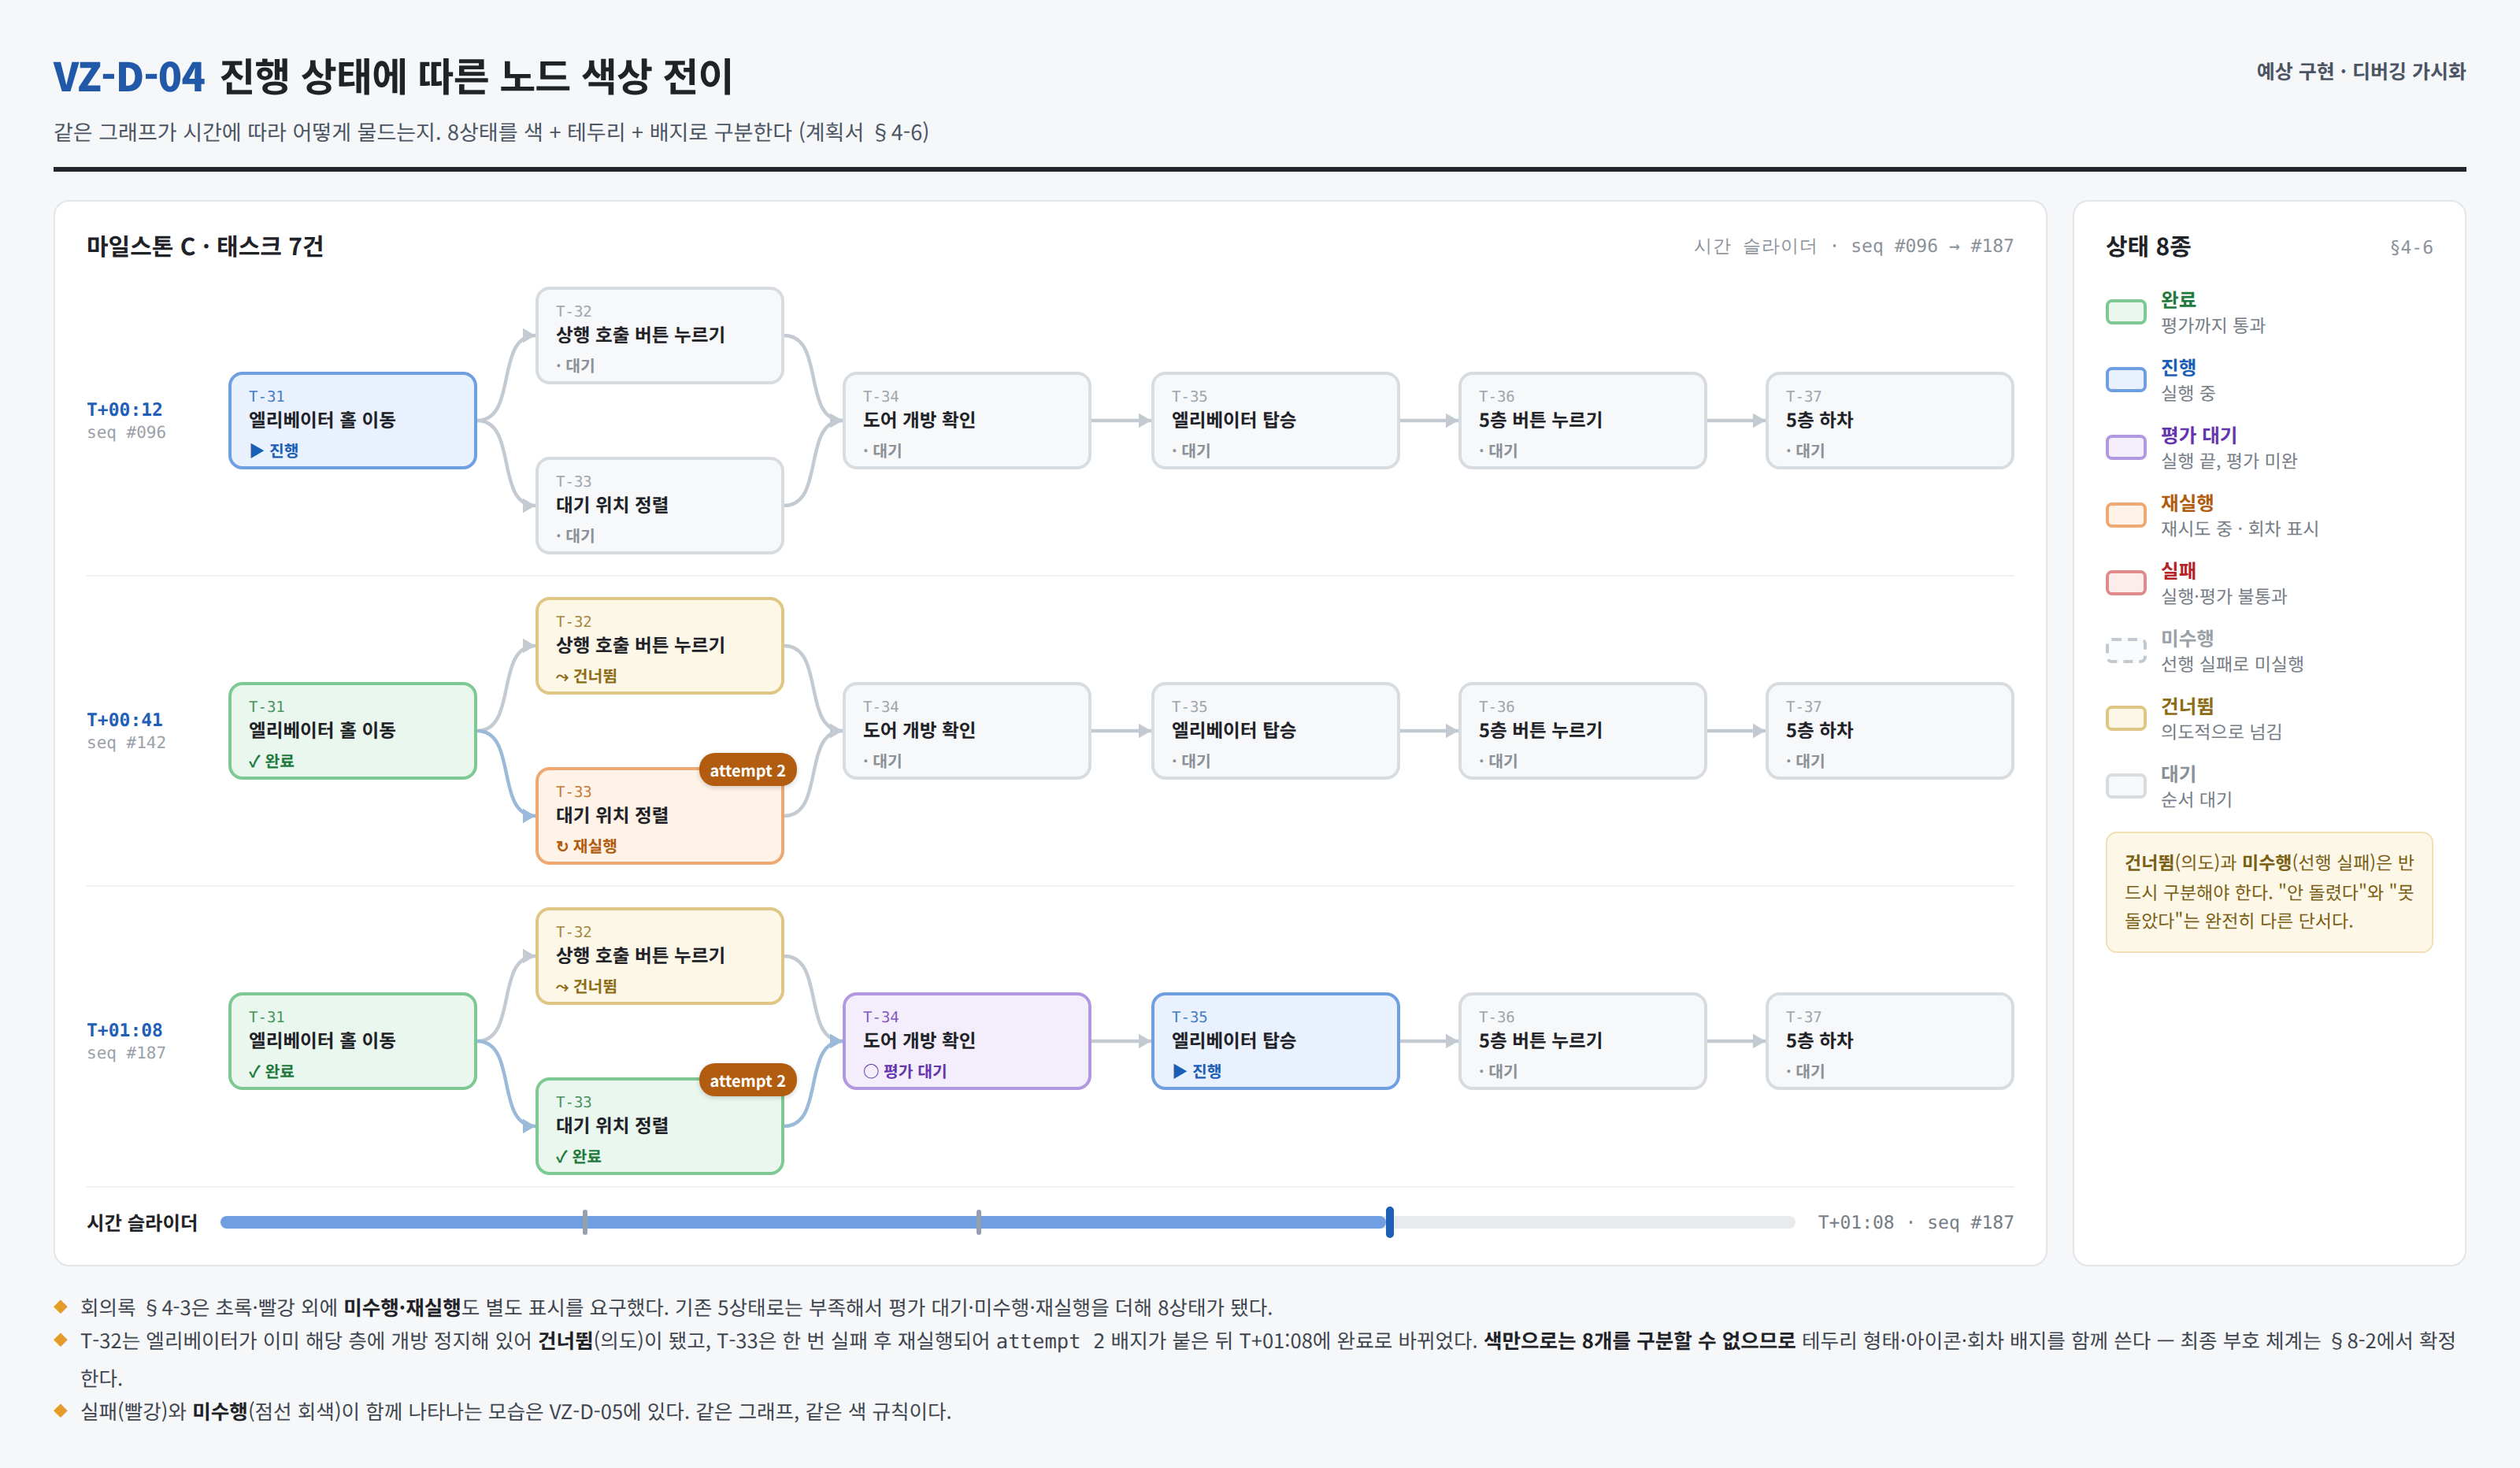 VZ-D-04 진행 상태에 따른 노드 색상 전이
예상 구현 · 디버깅 가시화
같은 그래프가 시간에 따라 어떻게 물드는지. 8상태를 색 + 테두리 + 배지로 구분한다 (계획서 §4-6)
마일스톤 C · 태스크 7건
시간 슬라이더 · seq #096 → #187
T+00:12
seq #096
T-31
엘리베이터 홀 이동
▶ 진행
T-32
상행 호출 버튼 누르기
· 대기
T-33
대기 위치 정렬
· 대기
T-34
도어 개방 확인
· 대기
T-35
엘리베이터 탑승
· 대기
T-36
5층 버튼 누르기
· 대기
T-37
5층 하차
· 대기
T+00:41
seq #142
T-31
엘리베이터 홀 이동
✓ 완료
T-32
상행 호출 버튼 누르기
⤳ 건너뜀
attempt 2
T-33
대기 위치 정렬
↻ 재실행
T-34
도어 개방 확인
· 대기
T-35
엘리베이터 탑승
· 대기
T-36
5층 버튼 누르기
· 대기
T-37
5층 하차
· 대기
T+01:08
seq #187
T-31
엘리베이터 홀 이동
✓ 완료
T-32
상행 호출 버튼 누르기
⤳ 건너뜀
attempt 2
T-33
대기 위치 정렬
✓ 완료
T-34
도어 개방 확인
◯ 평가 대기
T-35
엘리베이터 탑승
▶ 진행
T-36
5층 버튼 누르기
· 대기
T-37
5층 하차
· 대기
시간 슬라이더
T+01:08 · seq #187
상태 8종
§4-6
완료
평가까지 통과
진행
실행 중
평가 대기
실행 끝, 평가 미완
재실행
재시도 중 · 회차 표시
실패
실행·평가 불통과
미수행
선행 실패로 미실행
건너뜀
의도적으로 넘김
대기
순서 대기
건너뜀(의도)과 미수행(선행 실패)은 반
드시 구분해야 한다. "안 돌렸다"와 "못
돌았다"는 완전히 다른 단서다.
◆ 회의록 §4-3은 초록·빨강 외에 미수행·재실행도 별도 표시를 요구했다. 기존 5상태로는 부족해서 평가 대기·미수행·재실행을 더해 8상태가 됐다.
◆ T-32는 엘리베이터가 이미 해당 층에 개방 정지해 있어 건너뜀(의도)이 됐고, T-33은 한 번 실패 후 재실행되어 attempt 2 배지가 붙은 뒤 T+01:08에 완료로 바뀌었다. 색만으로는 8개를 구분할 수 없으므로 테두리 형태·아이콘·회차 배지를 함께 쓴다 — 최종 부호 체계는 §8-2에서 확정
한다.
◆ 실패(빨강)와 미수행(점선 회색)이 함께 나타나는 모습은 VZ-D-05에 있다. 같은 그래프, 같은 색 규칙이다.